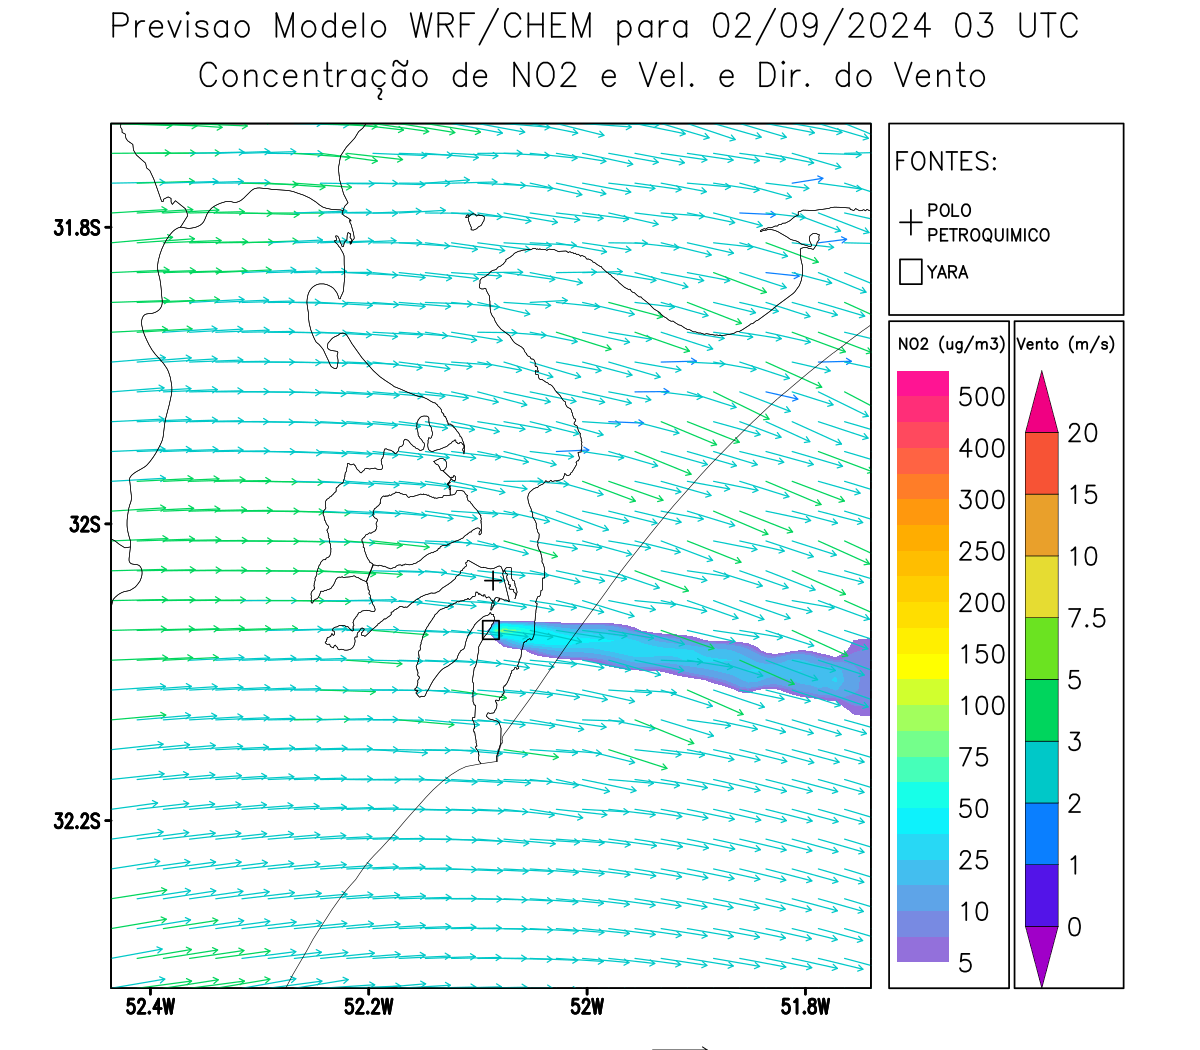 Previsao Modelo WRF/CHEM para 02/09/2024 03 UTC
Concentração de NO2 e Vel. e Dir. do Vento
FONTES:
POLO
PETROQUIMICO
YARA
NO2 (ug/m3)
500
400
300
250
200
150
100
75
50
25
10
5
Vento (m/s)
20
15
10
7.5
5
3
2
1
0
31.8S
32S
32.2S
52.4W
52.2W
52W
51.8W